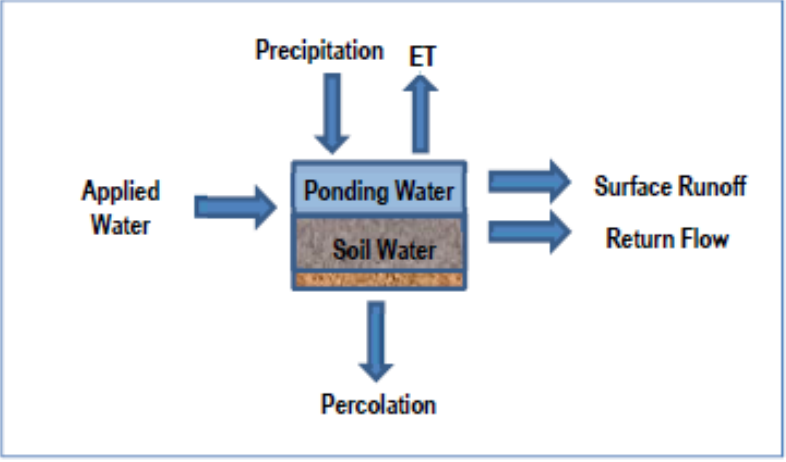 Precipitation
ET
Applied
Water
Ponding Water
Surface Runoff
Soil Water
Return Flow
Percolation